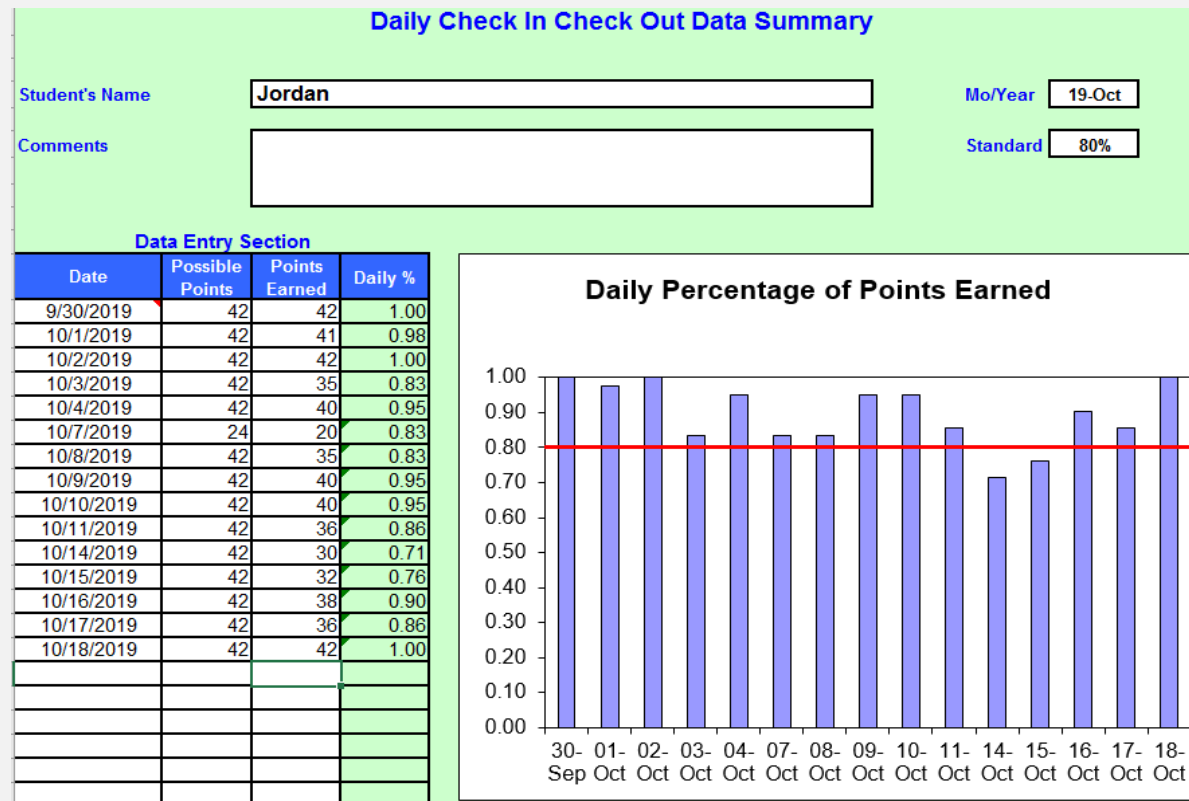 Daily Check In Check Out Data Summary
Student's Name Jordan Mo/Year 19-Oct
Comments Standard 80%
Data Entry Section
Date Possible Points Points Earned Daily %
9/30/2019 42 42 1.00
10/1/2019 42 41 0.98
10/2/2019 42 42 1.00
10/3/2019 42 35 0.83
10/4/2019 42 40 0.95
10/7/2019 24 20 0.83
10/8/2019 42 35 0.83
10/9/2019 42 40 0.95
10/10/2019 42 40 0.95
10/11/2019 42 36 0.86
10/14/2019 42 30 0.71
10/15/2019 42 32 0.76
10/16/2019 42 38 0.90
10/17/2019 42 36 0.86
10/18/2019 42 42 1.00
Daily Percentage of Points Earned
1.00
0.90
0.80
0.70
0.60
0.50
0.40
0.30
0.20
0.10
0.00
30- 01- 02- 03- 04- 07- 08- 09- 10- 11- 14- 15- 16- 17- 18-
Sep Oct Oct Oct Oct Oct Oct Oct Oct Oct Oct Oct Oct Oct Oct